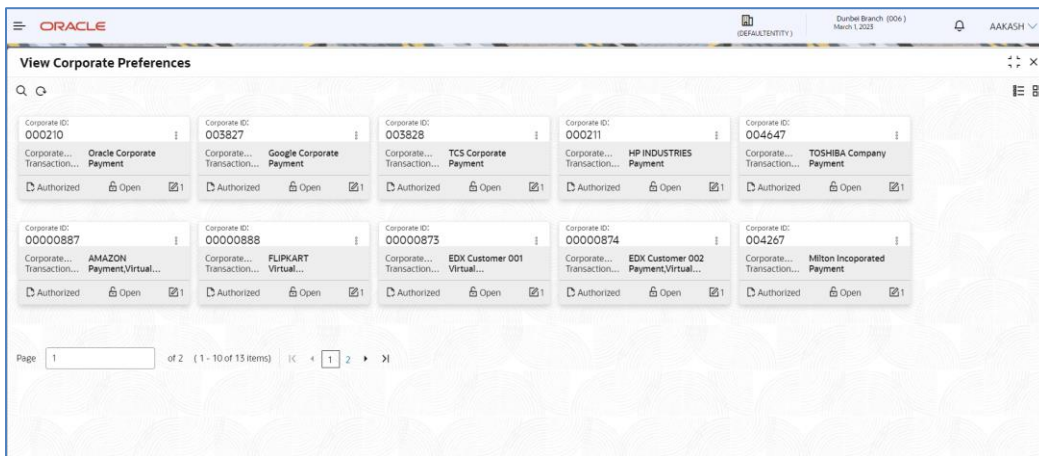 ORACLE
(DEFAULTENTITY)
Dunbei Branch (006 )
March 1, 2023
AAKASH
View Corporate Preferences
Corporate ID: Corporate ID: Corporate ID: Corporate ID: Corporate ID:
000210 003827 003828 000211 004647
Corporate... Oracle Corporate Corporate... Google Corporate Corporate... TCS Corporate Corporate... HP INDUSTRIES Corporate... TOSHIBA Company
Transaction... Payment Transaction... Payment Transaction... Payment Transaction... Payment Transaction... Payment
Authorized Open 1 Authorized Open 1 Authorized Open 1 Authorized Open 1 Authorized Open 1
Corporate ID: Corporate ID: Corporate ID: Corporate ID: Corporate ID:
00000887 00000888 00000873 00000874 004267
Corporate... AMAZON Corporate... FLIPKART Corporate... EDX Customer 001 Corporate... EDX Customer 002 Corporate... Milton Incoporated
Transaction... Payment,Virtual... Transaction... Virtual... Transaction... Virtual... Transaction... Payment,Virtual... Transaction... Payment
Authorized Open 1 Authorized Open 1 Authorized Open 1 Authorized Open 1 Authorized Open 1
Page 1 of 2 (1 - 10 of 13 items) 1 2